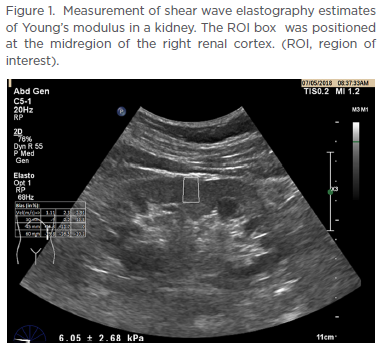 Figure 1. Measurement of shear wave elastography estimates
of Young's modulus in a kidney. The ROI box was positioned
at the midregion of the right renal cortex. (ROI, region of
interest).
07/05/2018 08:37:33AM
Abd Gen
TIS0.2 MI 1.2
C5-1
20Hz
RP
M3 M1
2D
76%
Dyn R 55
P Med
Gen
Elasto
Opt 1
RP
68Hz
6.05 ± 2.68 kPa
11cm